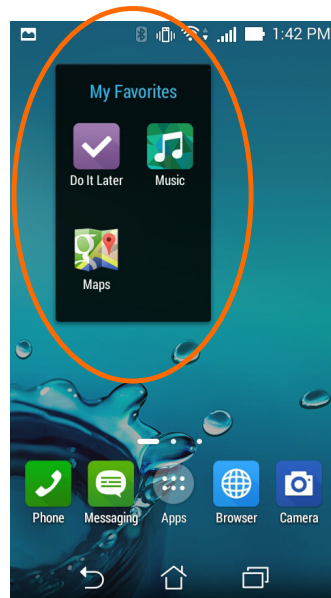 1:42 PM
My Favorites
Do It Later Music
Maps
Phone Messaging Apps Browser Camera